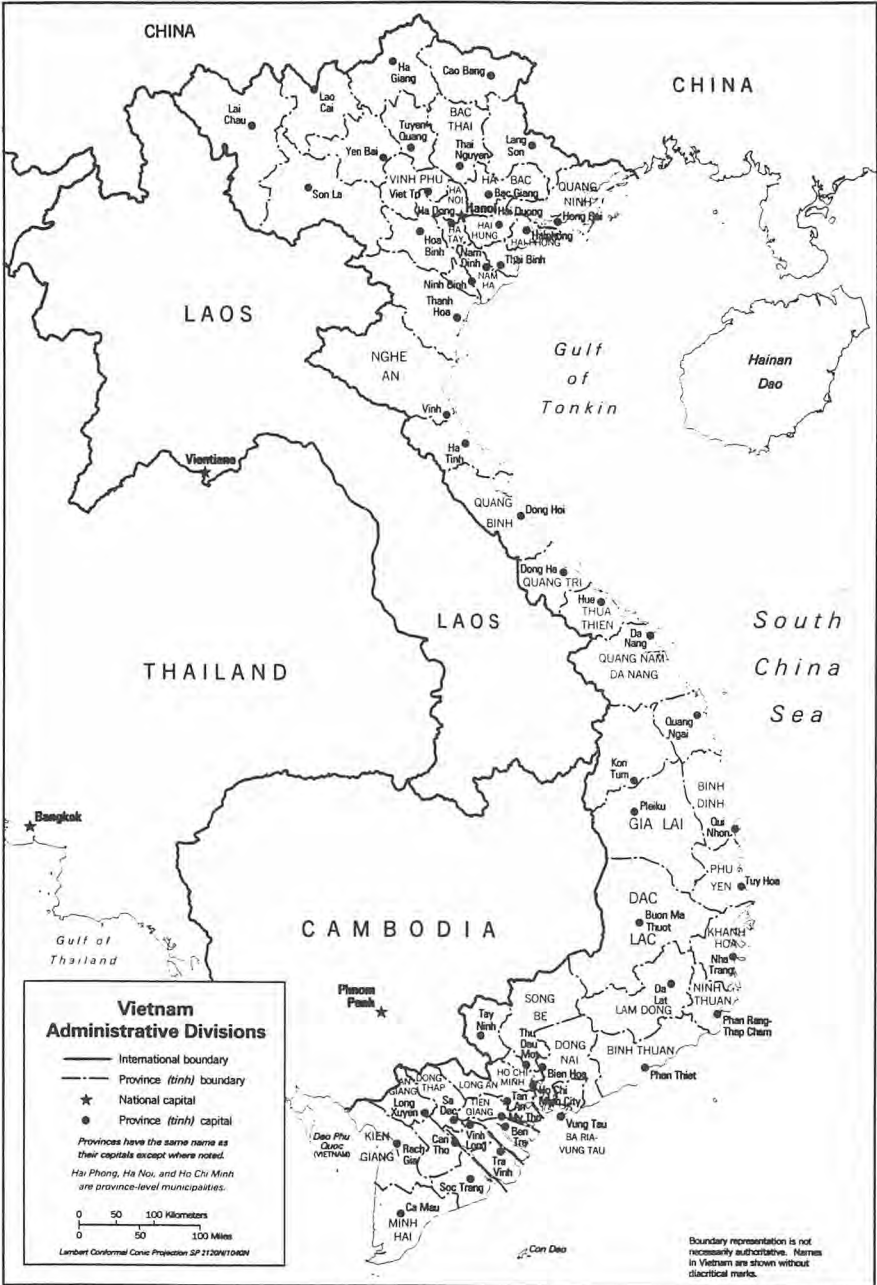 CHINA
CHINA
Ha
Giang
Cao Bang
Lao
Cai
Lai
Chau
BAC
THAI
Tuyen
Quang
Lang
Son
Thai
Nguyen
Yen Bai
VINH PHU
HA
BAC
Son La
Viet Tp
HA
NOI
Bac Giang
QUANG
NINH
Ha Dong
Hanoi
Hai Duong
Hong Gai
HA
TAY
HAI
HUNG
Haiphong
HAI PHONG
Hoa
Binh
Nam
Dinh
Thai Binh
NAM
HA
Ninh Binh
Thanh
Hoa
LAOS
NGHE
AN
Gulf
of
Tonkin
Hainan
Dao
Vinh
Ha
Tinh
Vientiane
QUANG
BINH
Dong Hoi
Dong Ha
QUANG TRI
Hue
THUA
THIEN
LAOS
Da
Nang
QUANG NAM-
DA NANG
South
China
Sea
THAILAND
Quang
Ngai
Kon
Tum
BINH
DINH
Pleiku
GIA LAI
Qui
Nhon
Bangkok
PHU
YEN
Tuy Hoa
DAC
LAC
Buon Ma
Thuot
CAMBODIA
KHANH
HOA
Nha
Trang
Gulf of
Thailand
Phnom
Penh
Da
Lat
LAM DONG
NINH
THUAN
SONG
BE
Tay
Ninh
Phan Rang-
Thap Cham
Thu
Dau
Mot
DONG
NAI
BINH THUAN
Phan Thiet
Bien Hoa
HO CHI
MINH
Ho Chi
Minh City
AN
GIANG
DONG
THAP
LONG AN
Long
Xuyen
Sa
Dec
TIEN
GIANG
Tan
An
My Tho
Vung Tau
BA RIA-
VUNG TAU
Ben
Tre
Dao Phu
Quoc
(VIETNAM)
KIEN
GIANG
Rach
Gia
Can
Tho
Vinh
Long
Tra
Vinh
Soc Trang
Ca Mau
MINH
HAI
Con Dao
Vietnam
Administrative Divisions
International boundary
Province (tinh) boundary
National capital
Province (tinh) capital
Provinces have the same name as
their capitals except where noted.
Hai Phong, Ha Noi, and Ho Chi Minh
are province-level municipalities.
0 50 100 Kilometers
0 50 100 Miles
Lambert Conformal Conic Projection SP 2120N/1040N
Boundary representation is not
necessarily authoritative. Names
in Vietnam are shown without
diacritical marks.